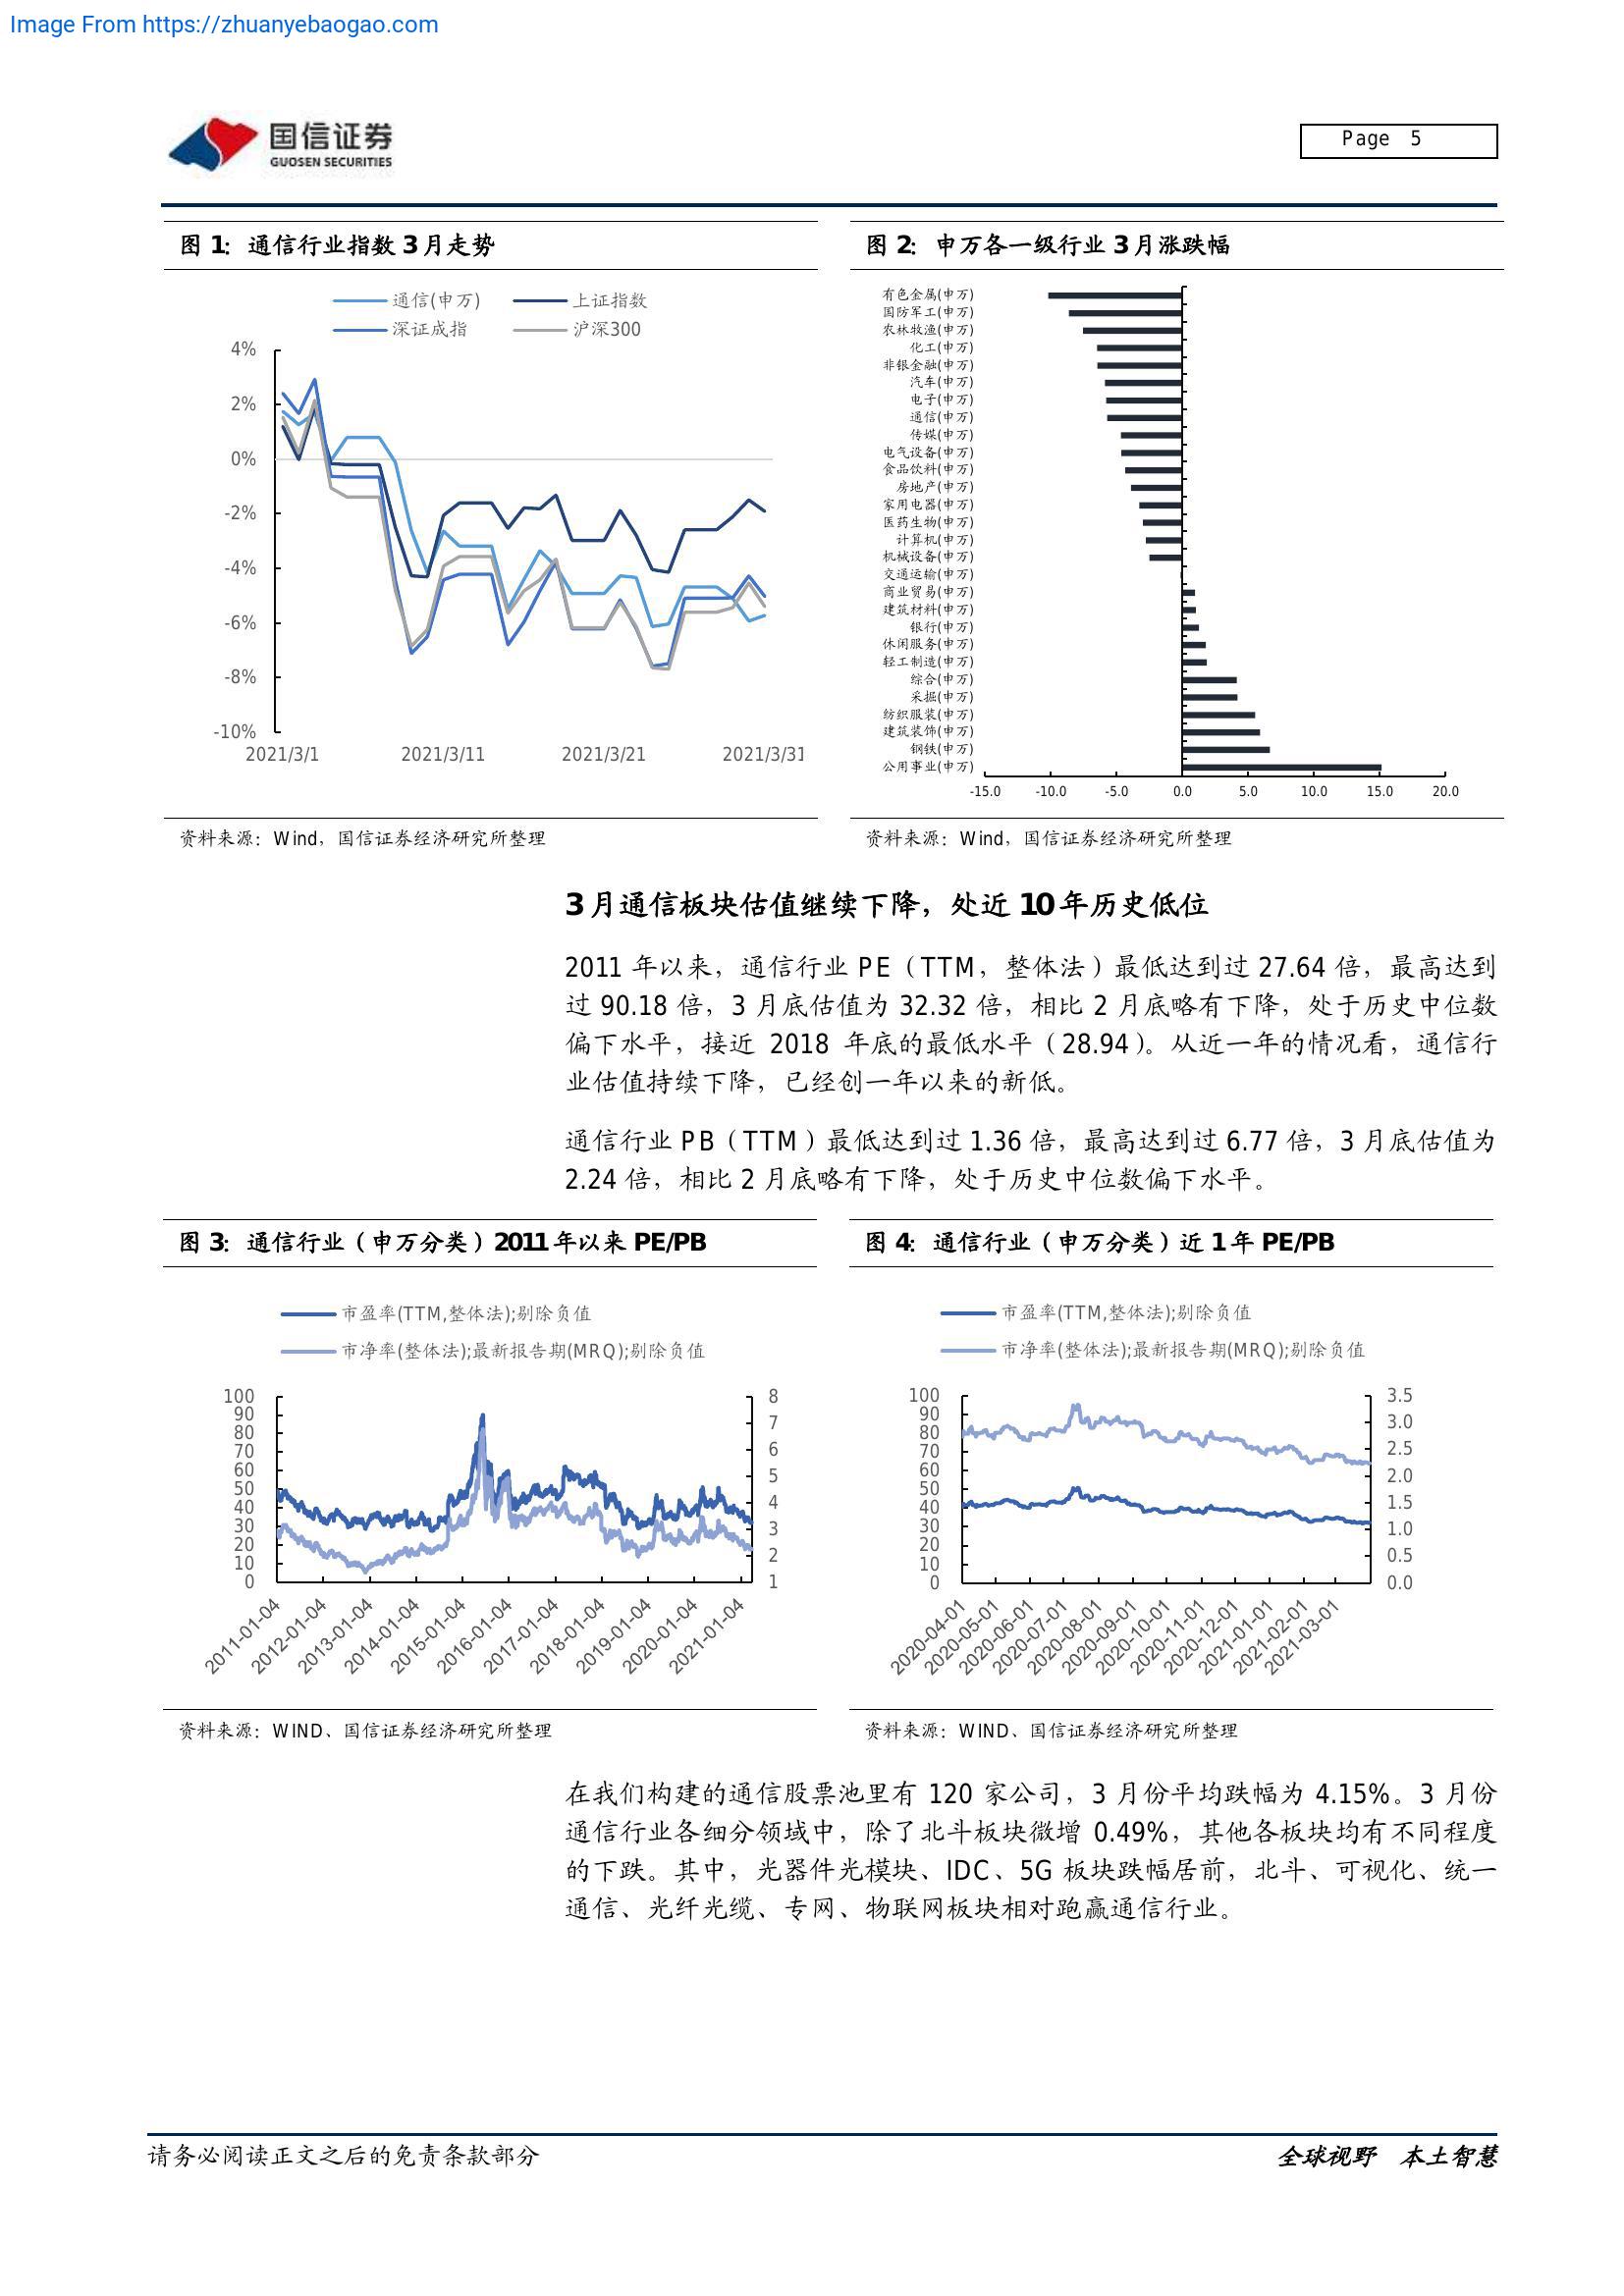 Image From https://zhuanyebaogao.com
国信证券
GUOSEN SECURITIES
Page 5
图 1：通信行业指数 3 月走势
通信(申万)
上证指数
深证成指
沪深300
4%
2%
0%
-2%
-4%
-6%
-8%
-10%
2021/3/1
2021/3/11
2021/3/21
2021/3/31
资料来源：Wind，国信证券经济研究所整理
图 2：申万各一级行业 3 月涨跌幅
有色金属(申万)
国防军工(申万)
农林牧渔(申万)
化工(申万)
非银金融(申万)
汽车(申万)
电子(申万)
通信(申万)
传媒(申万)
电气设备(申万)
食品饮料(申万)
房地产(申万)
家用电器(申万)
医药生物(申万)
计算机(申万)
机械设备(申万)
交通运输(申万)
商业贸易(申万)
建筑材料(申万)
银行(申万)
休闲服务(申万)
轻工制造(申万)
综合(申万)
采掘(申万)
纺织服装(申万)
建筑装饰(申万)
钢铁(申万)
公用事业(申万)
-15.0
-10.0
-5.0
0.0
5.0
10.0
15.0
20.0
资料来源：Wind，国信证券经济研究所整理
3 月通信板块估值继续下降，处近 10 年历史低位
2011 年以来，通信行业 PE（TTM，整体法）最低达到过 27.64 倍，最高达到
过 90.18 倍，3 月底估值为 32.32 倍，相比 2 月底略有下降，处于历史中位数
偏下水平，接近 2018 年底的最低水平（28.94）。从近一年的情况看，通信行
业估值持续下降，已经创一年以来的新低。
通信行业 PB（TTM）最低达到过 1.36 倍，最高达到过 6.77 倍，3 月底估值为
2.24 倍，相比 2 月底略有下降，处于历史中位数偏下水平。
图 3：通信行业（申万分类）2011 年以来 PE/PB
市盈率(TTM,整体法);剔除负值
市净率(整体法);最新报告期(MRQ);剔除负值
100
90
80
70
60
50
40
30
20
10
0
8
7
6
5
4
3
2
1
2011-01-04
2012-01-04
2013-01-04
2014-01-04
2015-01-04
2016-01-04
2017-01-04
2018-01-04
2019-01-04
2020-01-04
2021-01-04
资料来源：WIND、国信证券经济研究所整理
图 4：通信行业（申万分类）近 1 年 PE/PB
市盈率(TTM,整体法);剔除负值
市净率(整体法);最新报告期(MRQ);剔除负值
100
90
80
70
60
50
40
30
20
10
0
3.5
3.0
2.5
2.0
1.5
1.0
0.5
0.0
2020-04-01
2020-05-01
2020-06-01
2020-07-01
2020-08-01
2020-09-01
2020-10-01
2020-11-01
2020-12-01
2021-01-01
2021-02-01
2021-03-01
资料来源：WIND、国信证券经济研究所整理
在我们构建的通信股票池里有 120 家公司，3 月份平均跌幅为 4.15%。3 月份
通信行业各细分领域中，除了北斗板块微增 0.49%，其他各板块均有不同程度
的下跌。其中，光器件光模块、IDC、5G 板块跌幅居前，北斗、可视化、统一
通信、光纤光缆、专网、物联网板块相对跑赢通信行业。
请务必阅读正文之后的免责条款部分
全球视野 本土智慧